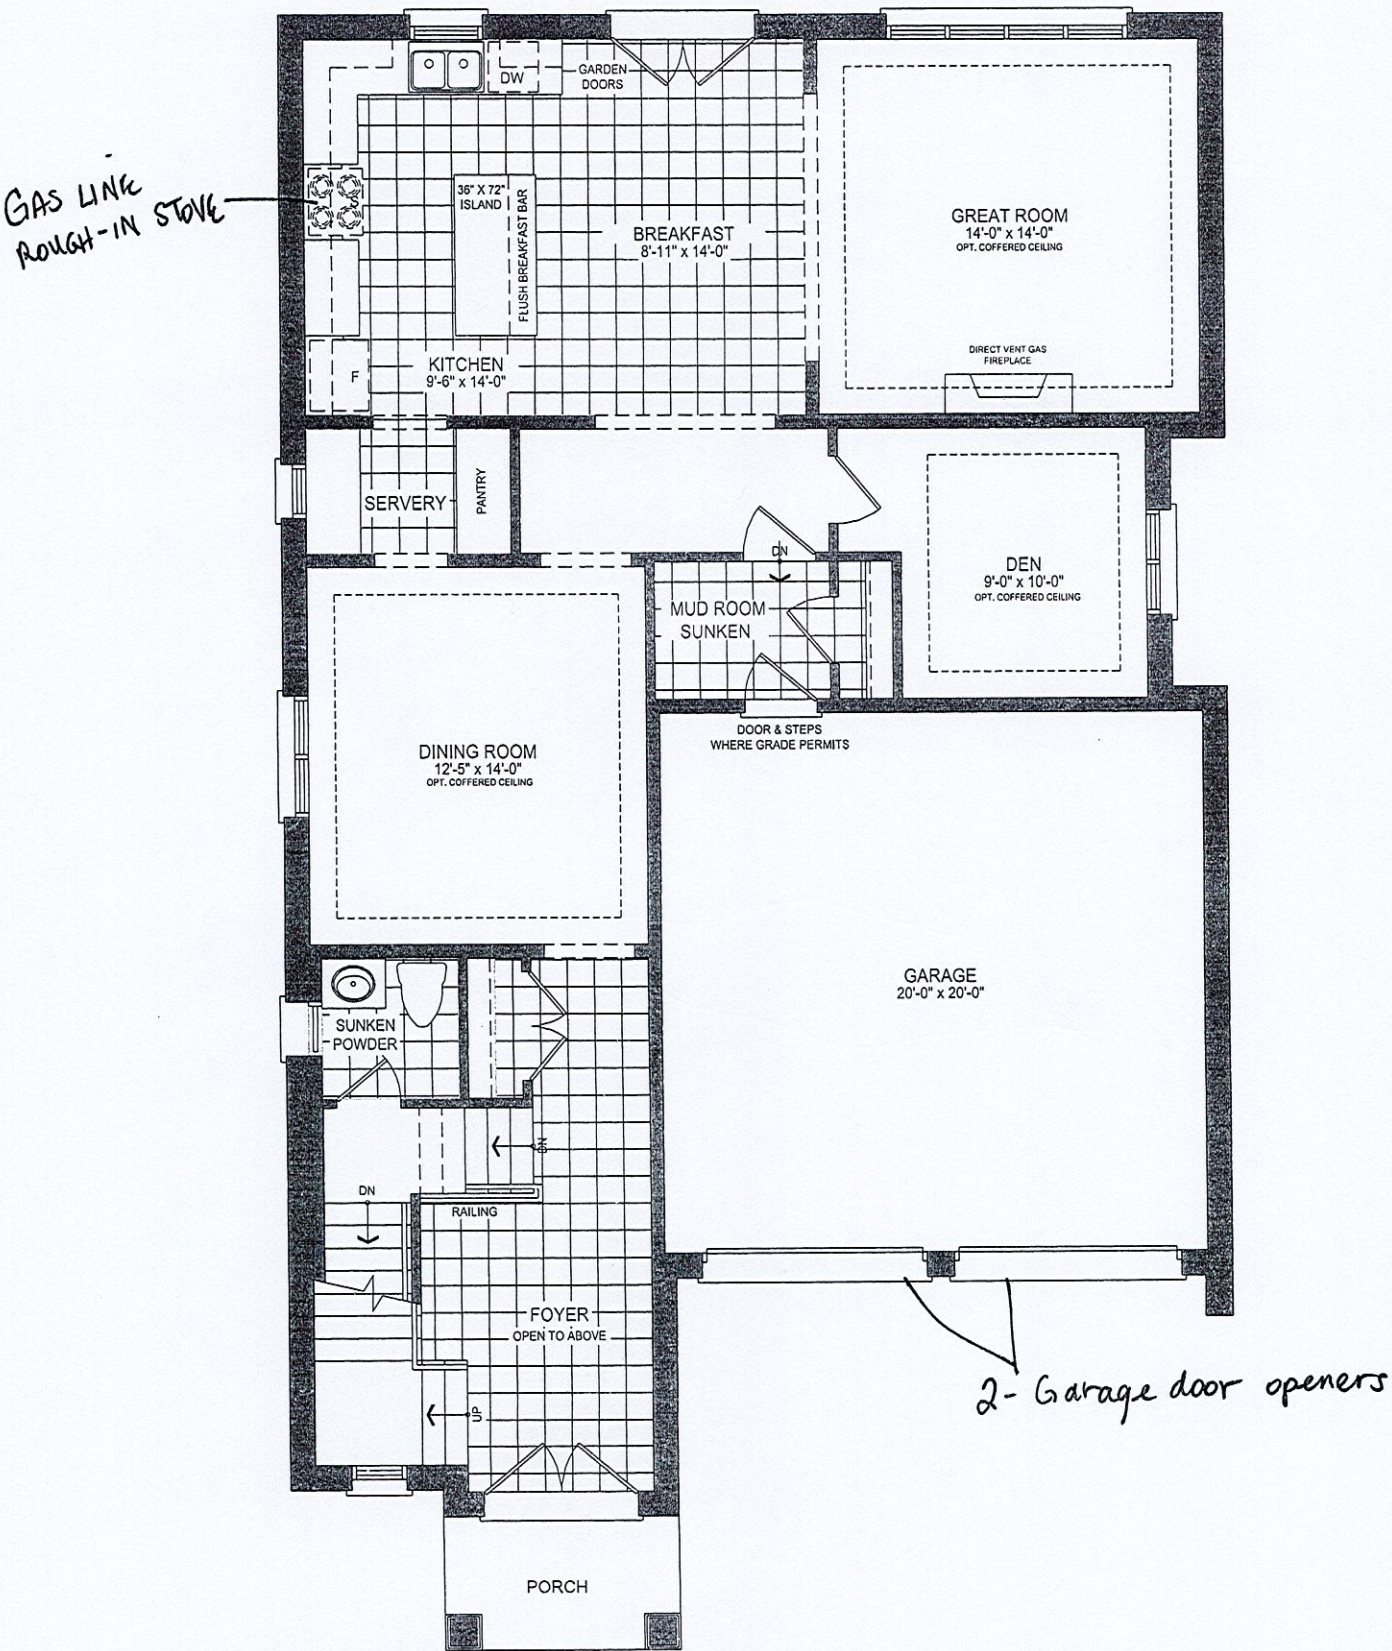 GARDEN
DOORS
DW
GAS LINE
ROUGH-IN STOVE
S
36" X 72"
ISLAND
FLUSH BREAKFAST BAR
BREAKFAST
8'-11" x 14'-0"
GREAT ROOM
14'-0" x 14'-0"
OPT. COFFERED CEILING
DIRECT VENT GAS
FIREPLACE
F
KITCHEN
9'-6" x 14'-0"
SERVERY
PANTRY
DN
DEN
9'-0" x 10'-0"
OPT. COFFERED CEILING
MUD ROOM
SUNKEN
DOOR & STEPS
WHERE GRADE PERMITS
DINING ROOM
12'-5" x 14'-0"
OPT. COFFERED CEILING
GARAGE
20'-0" x 20'-0"
SUNKEN
POWDER
DN
DN
RAILING
FOYER
OPEN TO ABOVE
UP
2- Garage door openers
PORCH